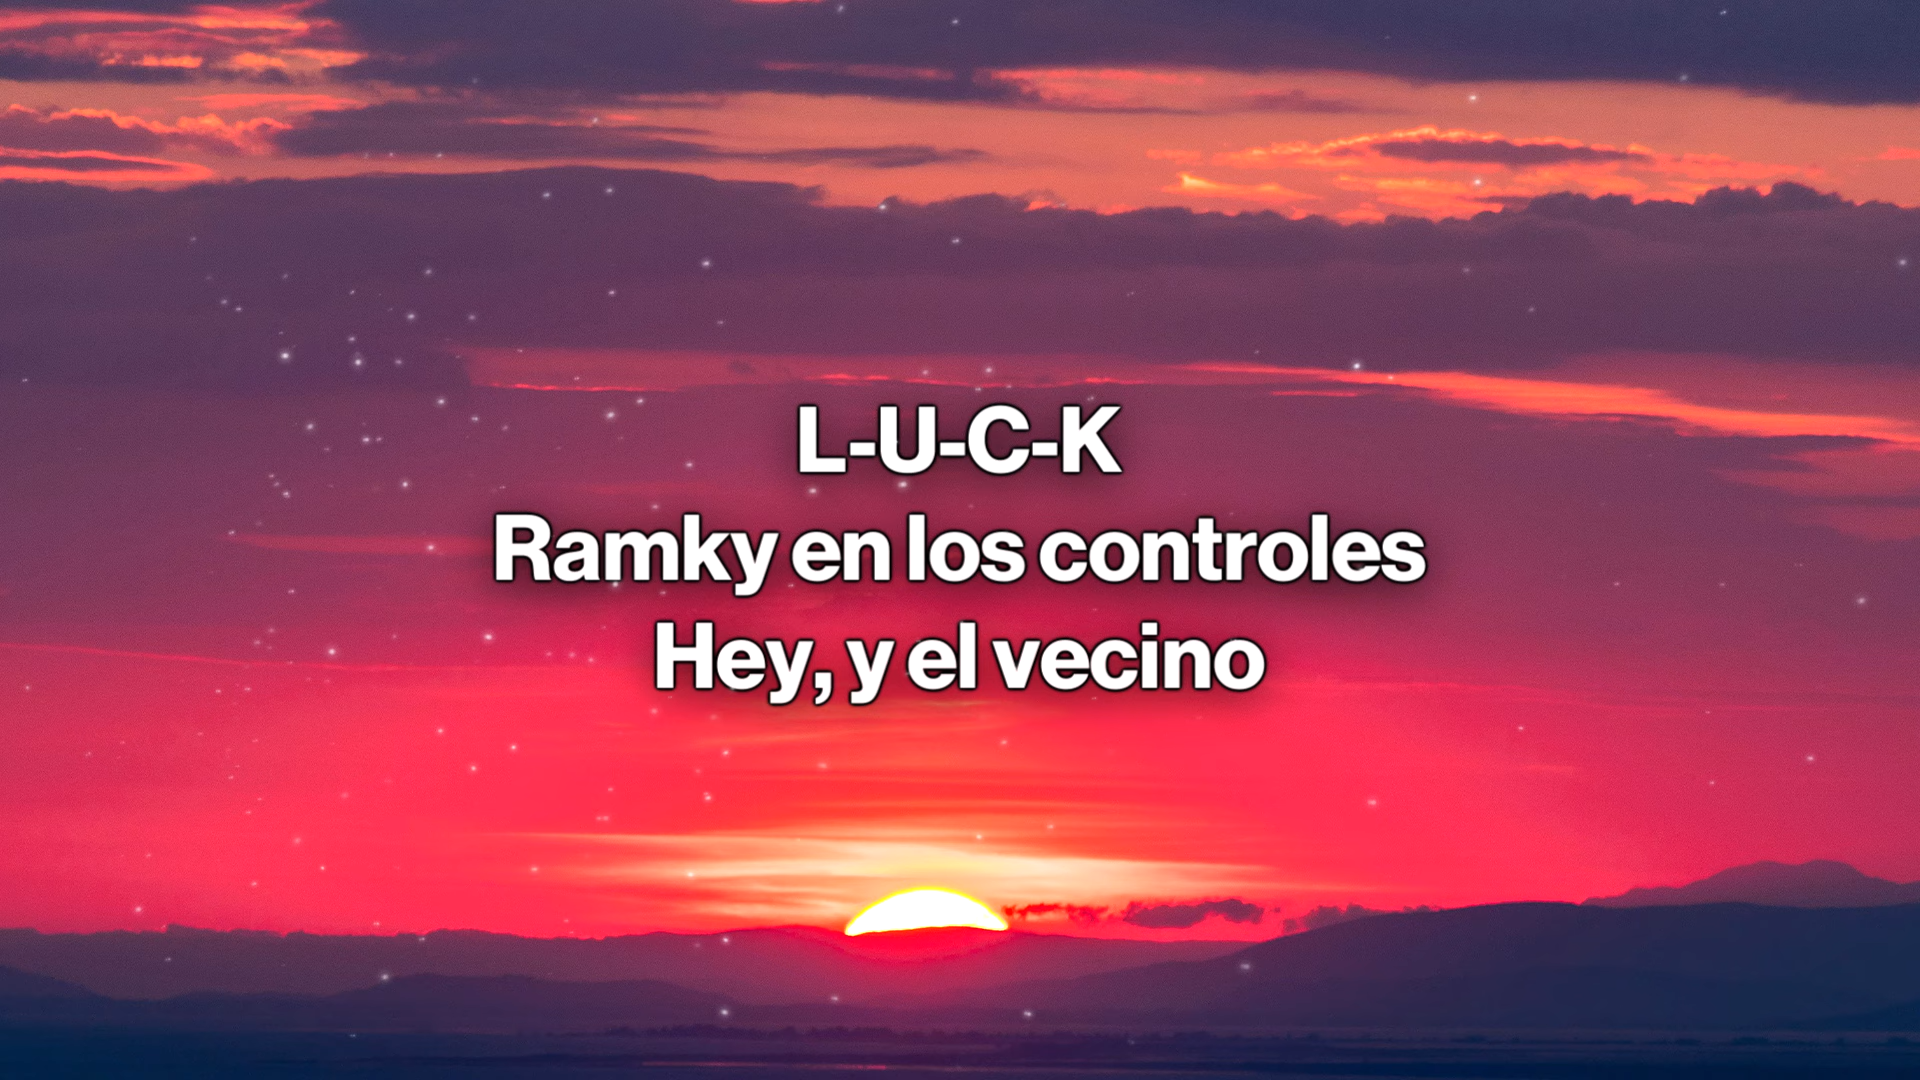 L-U-C-K
Ramky en los controles
Hey, y el vecino